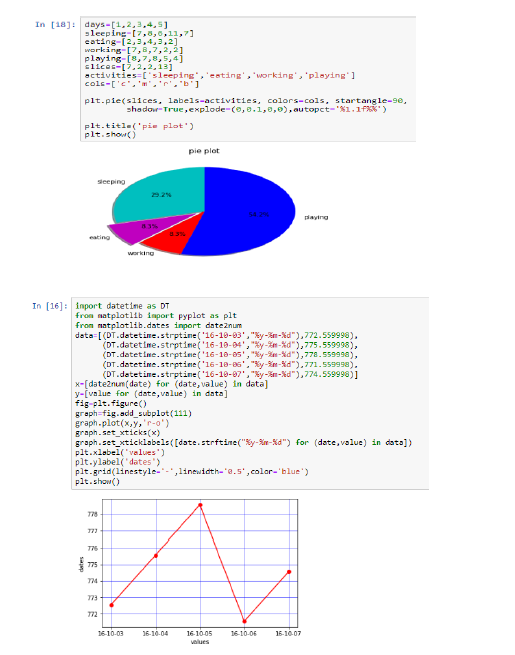 In [18]: days=[1,2,3,4,5]
sleeping=[7,8,6,11,7]
eating=[2,3,4,3,2]
working=[7,8,7,2,2]
playing=[8,7,8,5,4]
slices=[7,2,2,13]
activities=['sleeping','eating','working','playing']
cols=['c','m','r','b']
plt.pie(slices, labels=activities, colors=cols, startangle=90,
shadow=True,explode=(0,0.1,0,0),autopct='%1.1f%%')
plt.title('pie plot')
plt.show()
pie plot
sleeping
29.2%
playing
8.3%
8.3%
eating
working
In [16]: import datetime as DT
from matplotlib import pyplot as plt
from matplotlib.dates import date2num
data=[(DT.datetime.strptime('16-10-03',"%y-%m-%d"),772.559998),
(DT.datetime.strptime('16-10-04',"%y-%m-%d"),775.559998),
(DT.datetime.strptime('16-10-05',"%y-%m-%d"),778.559998),
(DT.datetime.strptime('16-10-06',"%y-%m-%d"),771.559998),
(DT.datetime.strptime('16-10-07',"%y-%m-%d"),774.559998)]
x=[date2num(date) for (date,value) in data]
y=[value for (date,value) in data]
fig=plt.figure()
graph=fig.add_subplot(111)
graph.plot(x,y,'r-o')
graph.set_xticks(x)
graph.set_xticklabels([date.strftime("%y-%m-%d") for (date,value) in data])
plt.xlabel('values')
plt.ylabel('dates')
plt.grid(linestyle='-',linewidth='0.5',color='blue')
plt.show()
778
777
776
775
774
773
772
dates
16-10-03 16-10-04 16-10-05 16-10-06 16-10-07
values